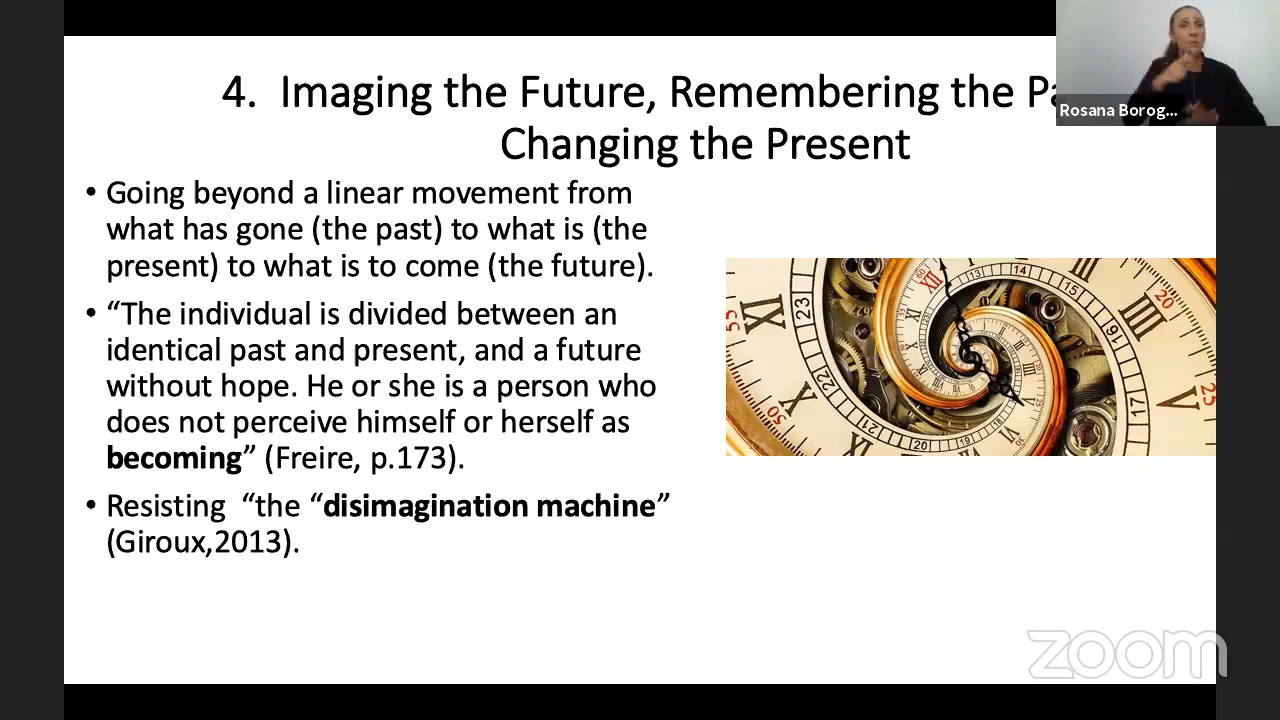 4. Imaging the Future, Remembering the Pa
Changing the Present
• Going beyond a linear movement from
what has gone (the past) to what is (the
present) to what is to come (the future).
• “The individual is divided between an
identical past and present, and a future
without hope. He or she is a person who
does not perceive himself or herself as
becoming” (Freire, p.173).
• Resisting “the “disimagination machine”
(Giroux,2013).
Rosana Borog...
zoom